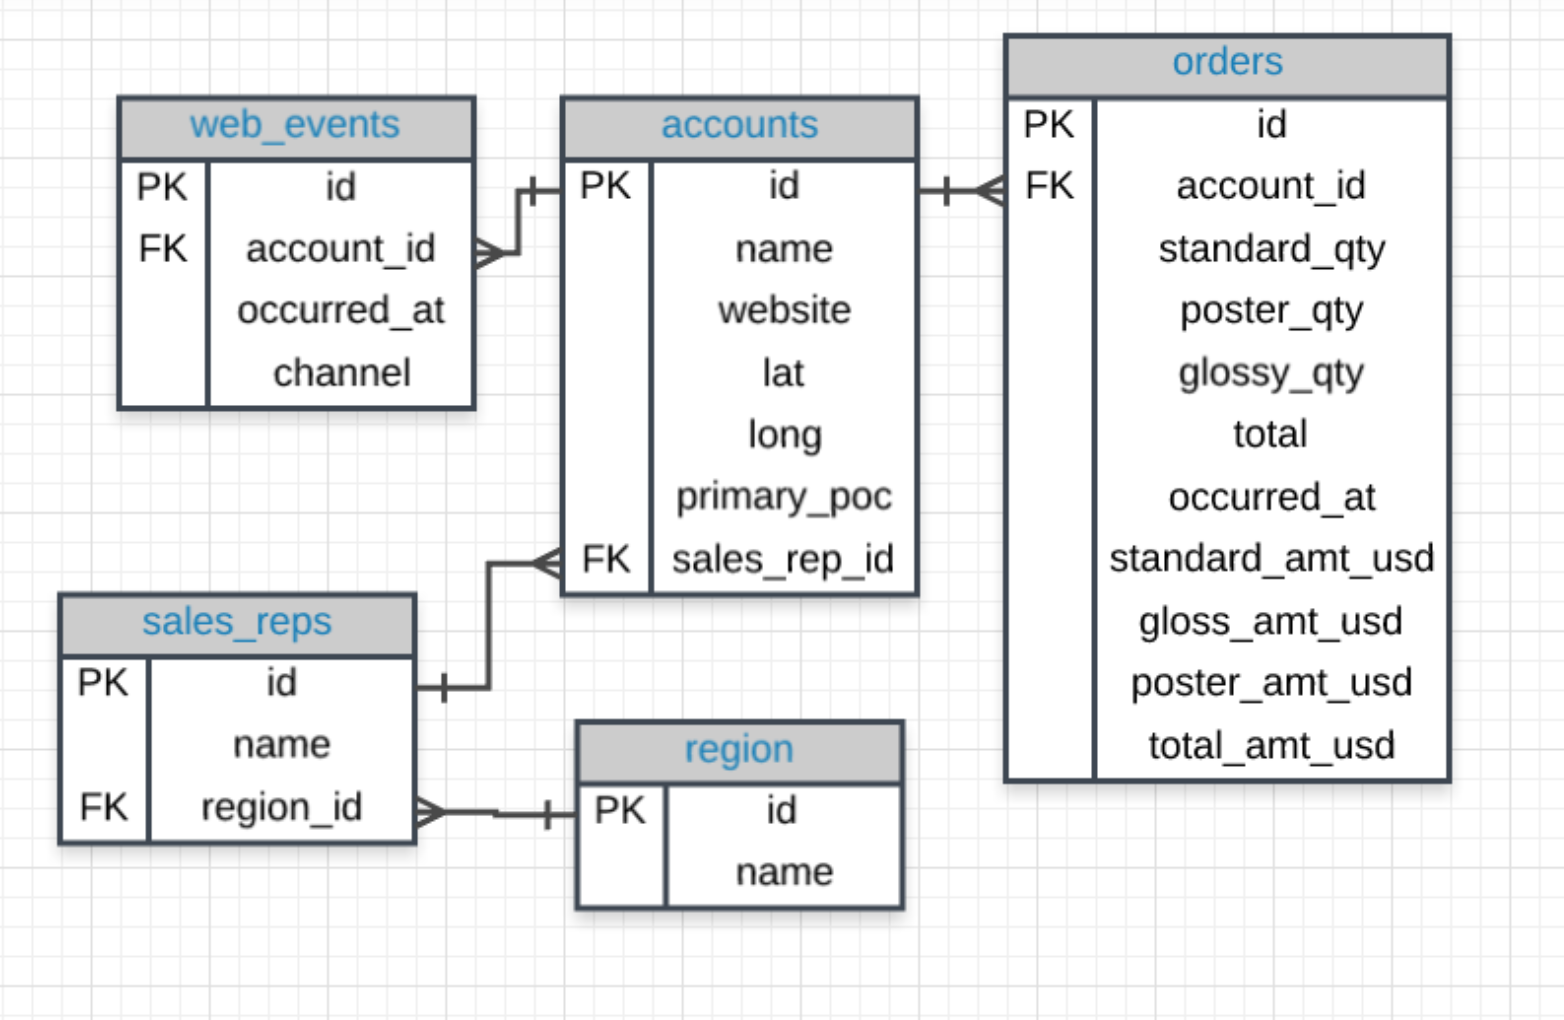 web_events
PK id
FK account_id
occurred_at
channel
accounts
PK id
name
website
lat
long
primary_poc
FK sales_rep_id
orders
PK id
FK account_id
standard_qty
poster_qty
glossy_qty
total
occurred_at
standard_amt_usd
gloss_amt_usd
poster_amt_usd
total_amt_usd
sales_reps
PK id
name
FK region_id
region
PK id
name